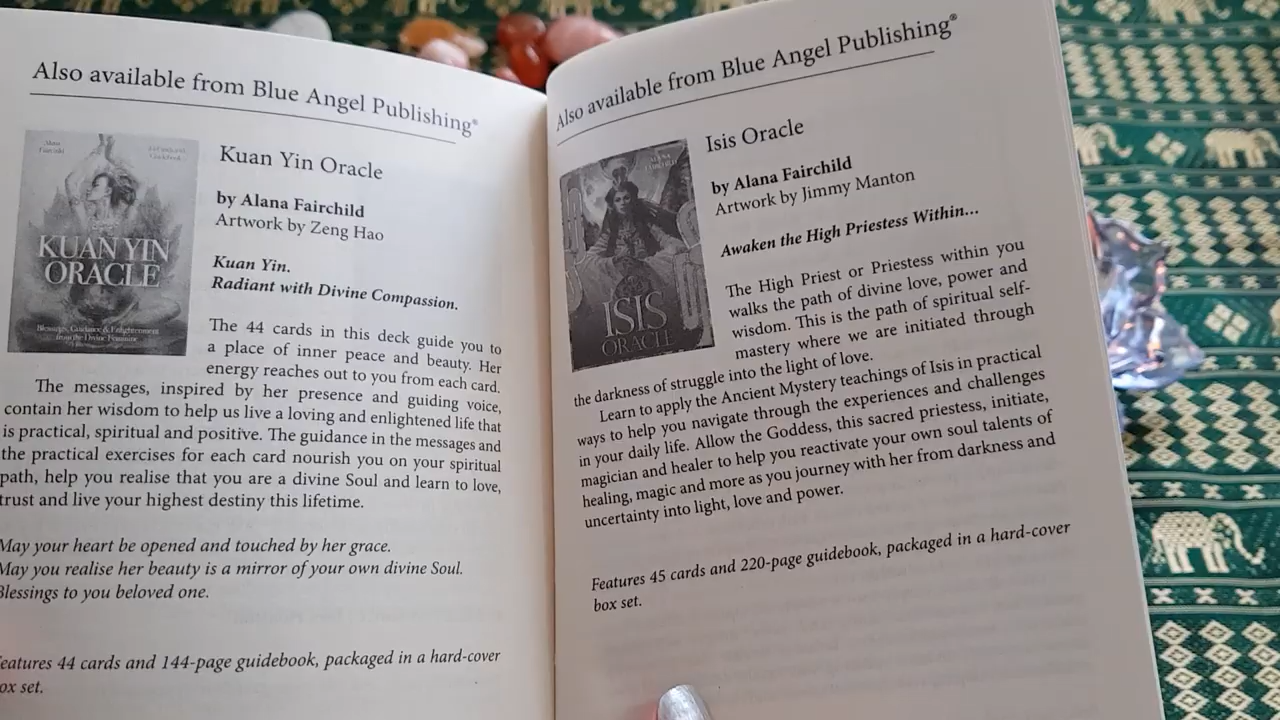 Also available from Blue Angel Publishing®
Alana
Fairchild
KUAN YIN
ORACLE
Blessings, Guidance & Enlightenment
from the Divine Feminine
Kuan Yin Oracle
by Alana Fairchild
Artwork by Zeng Hao
Kuan Yin.
Radiant with Divine Compassion.
The 44 cards in this deck guide you to
a place of inner peace and beauty. Her
energy reaches out to you from each card.
The messages, inspired by her presence and guiding voice,
contain her wisdom to help us live a loving and enlightened life that
is practical, spiritual and positive. The guidance in the messages and
the practical exercises for each card nourish you on your spiritual
path, help you realise that you are a divine Soul and learn to love,
trust and live your highest destiny this lifetime.
May your heart be opened and touched by her grace.
May you realise her beauty is a mirror of your own divine Soul.
Blessings to you beloved one.
eatures 44 cards and 144-page guidebook, packaged in a hard-cover
ox set.
Also available from Blue Angel Publishing®
ALANA
FAIRCHILD
ISIS
ORACLE
Isis Oracle
by Alana Fairchild
Artwork by Jimmy Manton
Awaken the High Priestess Within...
The High Priest or Priestess within you
walks the path of divine love, power and
wisdom. This is the path of spiritual self-
mastery where we are initiated through
the darkness of struggle into the light of love.
Learn to apply the Ancient Mystery teachings of Isis in practical
ways to help you navigate through the experiences and challenges
in your daily life. Allow the Goddess, this sacred priestess, initiate,
magician and healer to help you reactivate your own soul talents of
healing, magic and more as you journey with her from darkness and
uncertainty into light, love and power.
Features 45 cards and 220-page guidebook, packaged in a hard-cover
box set.